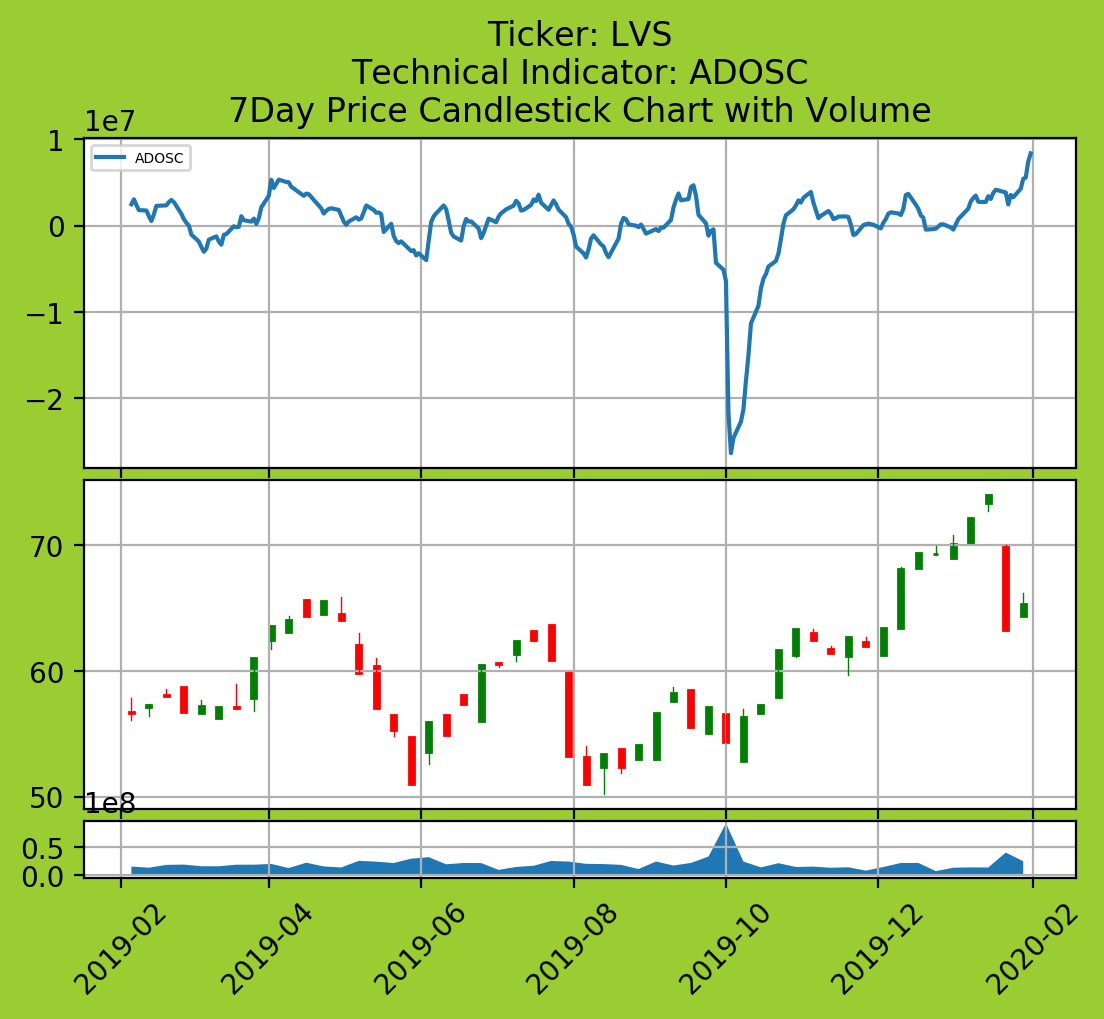 Ticker: LVS
Technical Indicator: ADOSC
7Day Price Candlestick Chart with Volume
1e7
1
ADOSC
0
−1
−2
70
60
50
1e8
0.5
0.0
2019-02
2019-04
2019-06
2019-08
2019-10
2019-12
2020-02